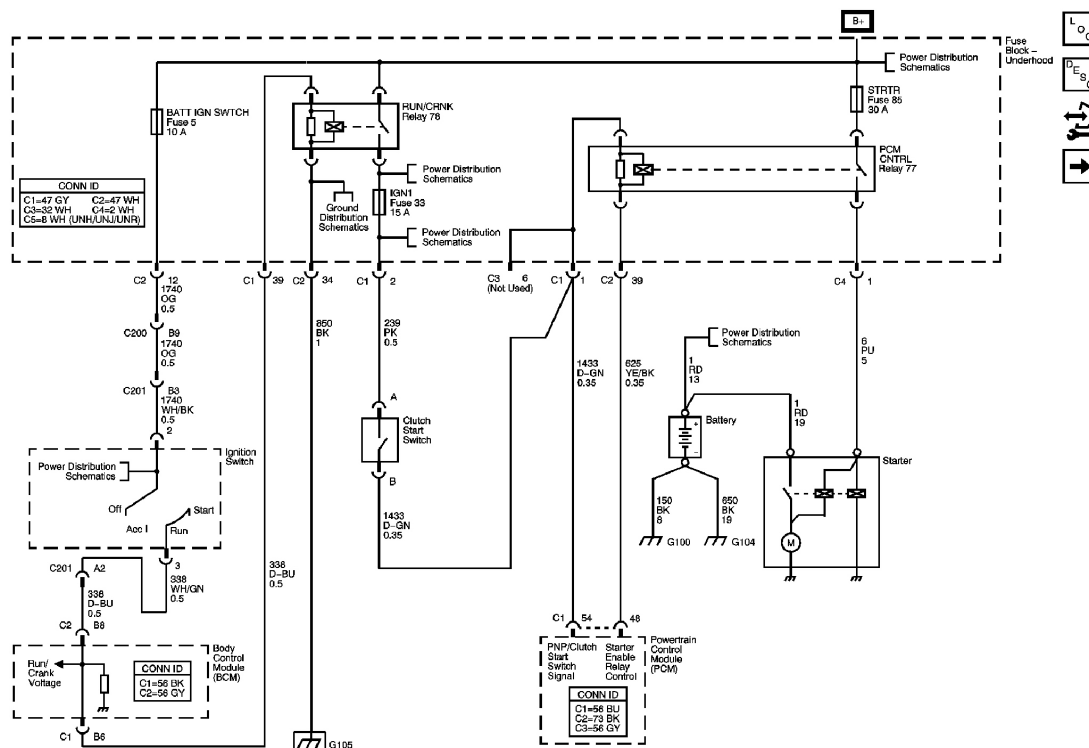 B+
L O C
D E S C
Fuse
Block –
Underhood
Power Distribution
Schematics
STRTR
Fuse 85
30 A
BATT IGN SWTCH
Fuse 5
10 A
RUN/CRNK
Relay 78
PCM
CNTRL
Relay 77
Power Distribution
Schematics
CONN ID
C1=47 GY C2=47 WH
C3=32 WH C4=2 WH
C5=8 WH (UNH/UNJ/UNR)
Ground
Distribution
Schematics
IGN1
Fuse 33
15 A
Power Distribution
Schematics
C2 12
C1 39
C2 34
C1 2
C3 6
(Not Used)
C1 1
C2 39
C4 1
1740
OG
0.5
C200 B9
1740
OG
0.5
C201 B3
1740
WH/BK
0.5
2
850
BK
1
239
PK
0.5
1433
D-GN
0.35
625
YE/BK
0.35
Power Distribution
Schematics
1
RD
13
6
PU
5
1
RD
19
A
Clutch
Start
Switch
B
Battery
+
–
Starter
M
Ignition
Switch
Power Distribution
Schematics
Off
Acc I
Run
Start
1433
D-GN
0.35
150
BK
8
650
BK
19
G100
G104
3
338
WH/GN
0.5
C201 A2
338
D-BU
0.5
338
D-BU
0.5
C2 B8
Body
Control
Module
(BCM)
Run/
Crank
Voltage
CONN ID
C1=56 BK
C2=56 GY
C1 B6
G105
C1 54
48
PNP/Clutch
Start
Switch
Signal
Starter
Enable
Relay
Control
Powertrain
Control
Module
(PCM)
CONN ID
C1=56 BU
C2=73 BK
C3=56 GY